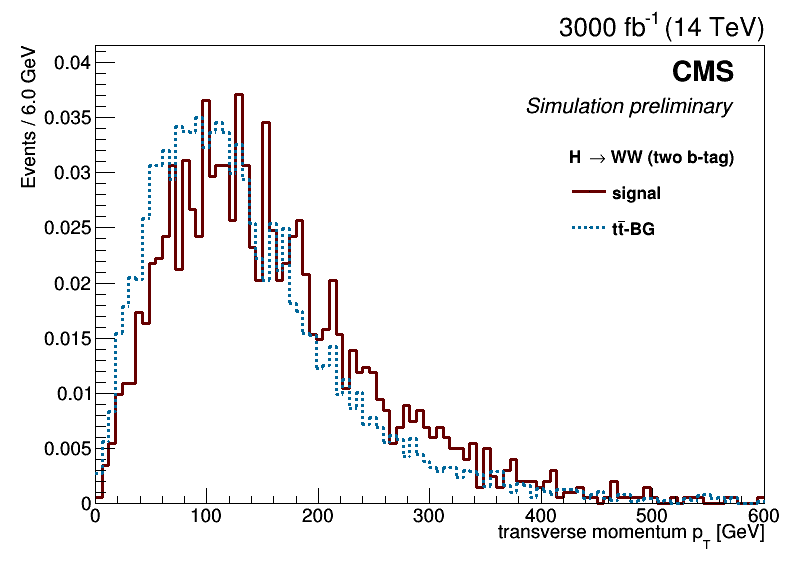 3000 fb-1 (14 TeV)
CMS
Simulation preliminary
H → WW (two b-tag)
signal
tt̄-BG
Events / 6.0 GeV
0.04
0.035
0.03
0.025
0.02
0.015
0.01
0.005
0
0 100 200 300 400 500 600
transverse momentum pT [GeV]